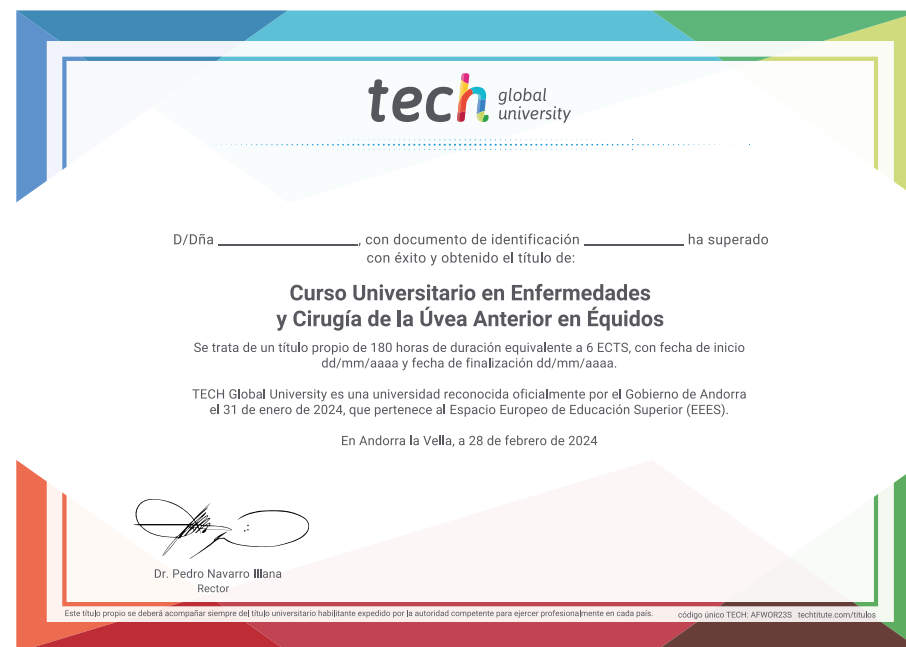 tech global university
D/Dña ____________________, con documento de identificación ______________ ha superado
con éxito y obtenido el título de:
Curso Universitario en Enfermedades
y Cirugía de la Úvea Anterior en Équidos
Se trata de un título propio de 180 horas de duración equivalente a 6 ECTS, con fecha de inicio
dd/mm/aaaa y fecha de finalización dd/mm/aaaa.
TECH Global University es una universidad reconocida oficialmente por el Gobierno de Andorra
el 31 de enero de 2024, que pertenece al Espacio Europeo de Educación Superior (EEES).
En Andorra la Vella, a 28 de febrero de 2024
Dr. Pedro Navarro Illana
Rector
Este título propio se deberá acompañar siempre del título universitario habilitante expedido por la autoridad competente para ejercer profesionalmente en cada país.
código único TECH: AFWOR23S techtitute.com/titulos